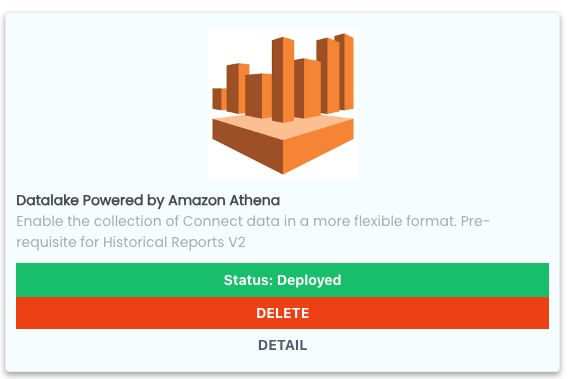 Datalake Powered by Amazon Athena
Enable the collection of Connect data in a more flexible format. Pre-
requisite for Historical Reports V2
Status: Deployed
DELETE
DETAIL